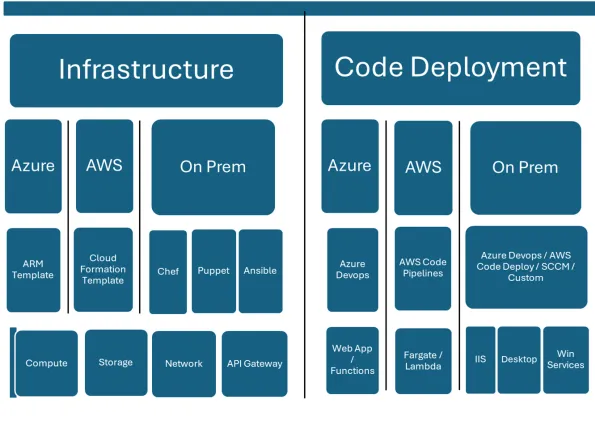 Infrastructure
Code Deployment
Azure
AWS
On Prem
Azure
AWS
On Prem
ARM
Template
Cloud
Formation
Template
Chef
Puppet
Ansible
Azure
Devops
AWS Code
Pipelines
Azure Devops / AWS
Code Deploy / SCCM /
Custom
Compute
Storage
Network
API Gateway
Web App
/
Functions
Fargate /
Lambda
IIS
Desktop
Win
Services